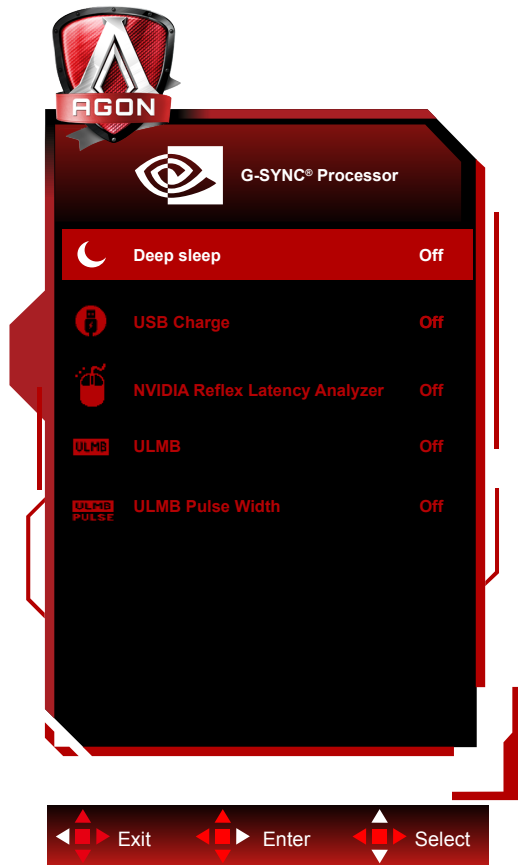 AGON
G-SYNC® Processor
Deep sleep Off
USB Charge Off
NVIDIA Reflex Latency Analyzer Off
ULMB ULMB Off
ULMB PULSE ULMB Pulse Width Off
Exit Enter Select